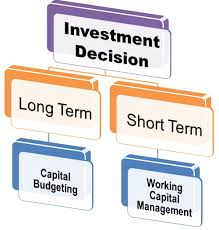 Investment
Decision
Long Term
Short Term
Capital
Budgeting
Working
Capital
Management